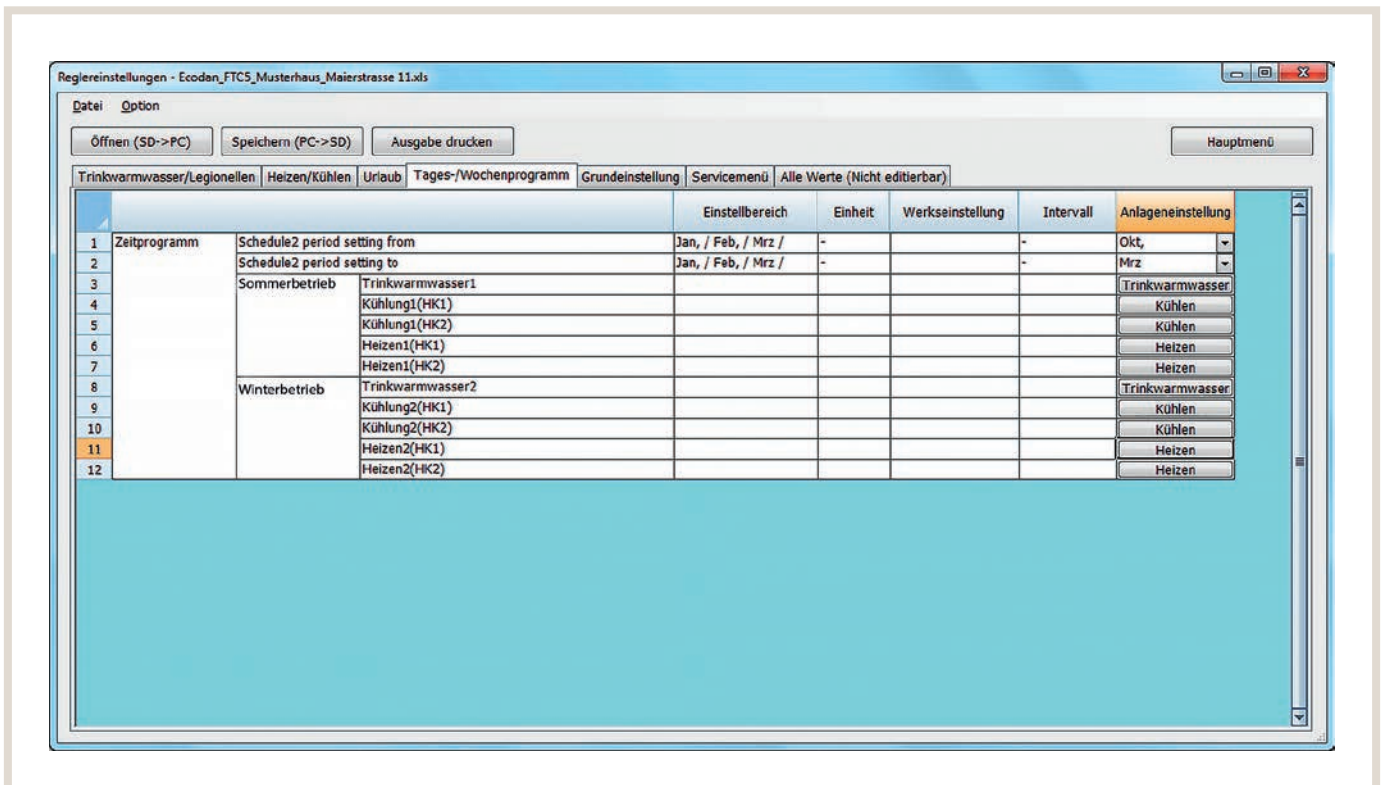 Reglereinstellungen - Ecodan_FTC5_Musterhaus_Maierstrasse 11.xls
Datei Option
Öffnen (SD->PC) Speichern (PC->SD) Ausgabe drucken Hauptmenü
Trinkwarmwasser/Legionellen Heizen/Kühlen Urlaub Tages-/Wochenprogramm Grundeinstellung Servicemenü Alle Werte (Nicht editierbar)
Einstellbereich Einheit Werkseinstellung Intervall Anlageneinstellung
1 Zeitprogramm Schedule2 period setting from Jan, / Feb, / Mrz / - - Okt,
2 Schedule2 period setting to Jan, / Feb, / Mrz / - - Mrz
3 Sommerbetrieb Trinkwarmwasser1 Trinkwarmwasser
4 Kühlung1(HK1) Kühlen
5 Kühlung1(HK2) Kühlen
6 Heizen1(HK1) Heizen
7 Heizen1(HK2) Heizen
8 Winterbetrieb Trinkwarmwasser2 Trinkwarmwasser
9 Kühlung2(HK1) Kühlen
10 Kühlung2(HK2) Kühlen
11 Heizen2(HK1) Heizen
12 Heizen2(HK2) Heizen